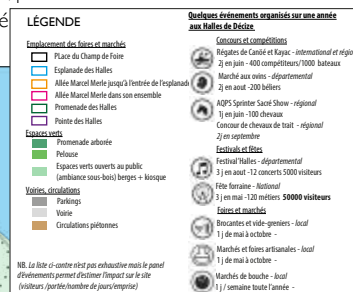 é
LÉGENDE
Emplacement des foires et marchés
Place du Champ de Foire
Esplanade des Halles
Allée Marcel Merle jusqu'à l'entrée de l'esplanade
Allée Marcel Merle dans son ensemble
Promenade des Halles
Pointe des Halles
Espaces verts
Promenade arborée
Pelouse
Espaces verts ouverts au public
(ambiance sous-bois) berges + kiosque
Voiries, circulations
Parkings
Voirie
Circulations piétonnes
NB. La liste ci-contre n'est pas exhaustive mais le panel
d'événements permet d'estimer l'impact sur le site
(visiteurs /portée/nombre de jours/emprise)
Quelques événements organisés sur une année
aux Halles de Décize
Concours et compétitions
Régates de Canoë et Kayac - international et régio
2j en juin - 400 compétiteurs/1000 bateaux
Marché aux ovins - départemental
2j en aout -200 béliers
AQPS Sprinter Sacré Show - régional
1j en juin -100 chevaux
Concour de chevaux de trait - régional
2j en septembre
Festivals et fêtes
Festival'Halles - départemental
3 j en aout -12 concerts 5000 visiteurs
Fête foraine - National
3 j en mai -120 métiers 50000 visiteurs
Foires et marchés
Brocantes et vide-greniers - local
1 j de mai à octobre -
Marchés et foires artisanales - local
1 j de mai à octobre -
Marchés de bouche - local
1 j / semaine toute l'année -